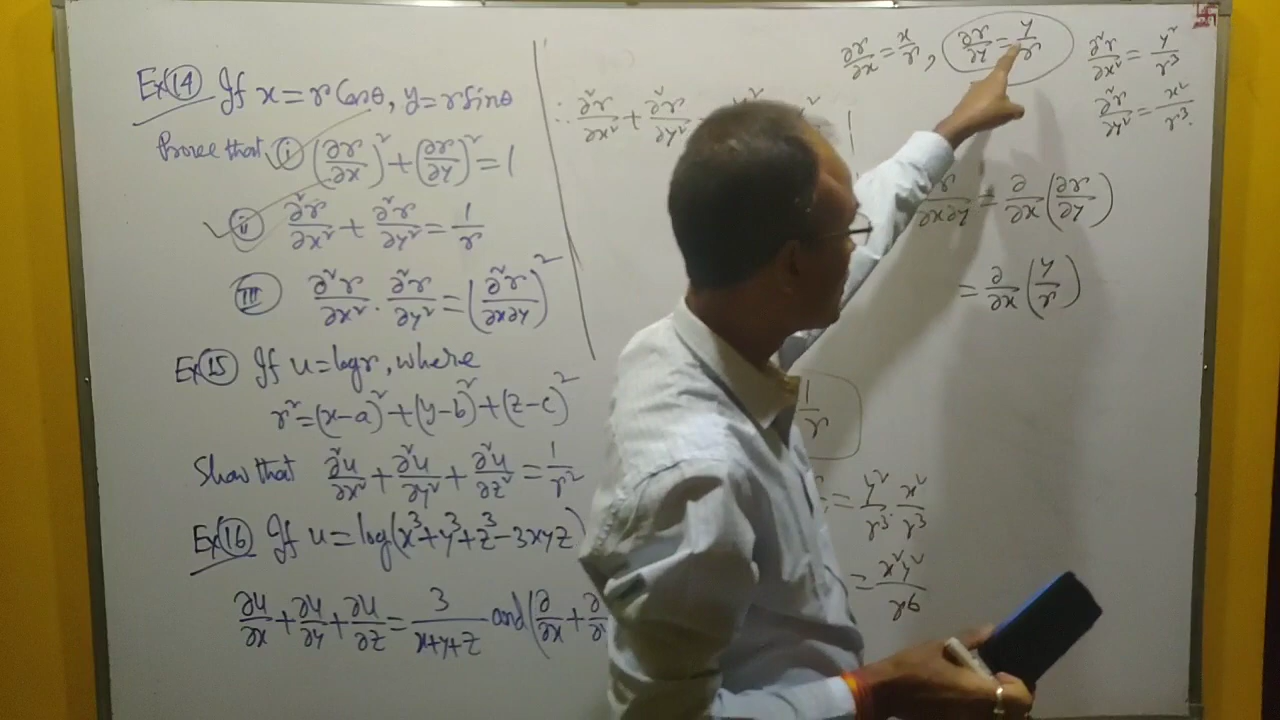 Ex(14) If x = r Cosθ, y = r sinθ
Prove that (i) (∂r/∂x)² + (∂r/∂y)² = 1
(ii) ∂²r/∂x² + ∂²r/∂y² = 1/r
(iii) ∂²r/∂x² · ∂²r/∂y² = (∂²r/∂x∂y)²
Ex(15) If u = log r, where
r² = (x-a)² + (y-b)² + (z-c)²
Show that ∂²u/∂x² + ∂²u/∂y² + ∂²u/∂z² = 1/r²
Ex(16) If u = log(x³+y³+z³-3xyz)
∂u/∂x + ∂u/∂y + ∂u/∂z = 3/(x+y+z) and (∂/∂x +
∂r/∂x = x/r, ∂r/∂y = y/r
∂²r/∂x² = y²/r³
∂²r/∂y² = x²/r³.
∴ ∂²r/∂x² + ∂²r/∂y²
∂x∂y = ∂/∂x (∂r/∂y)
= ∂/∂x (y/r)
1/r
= y²/r³ · x²/r³
= x²y²/r6